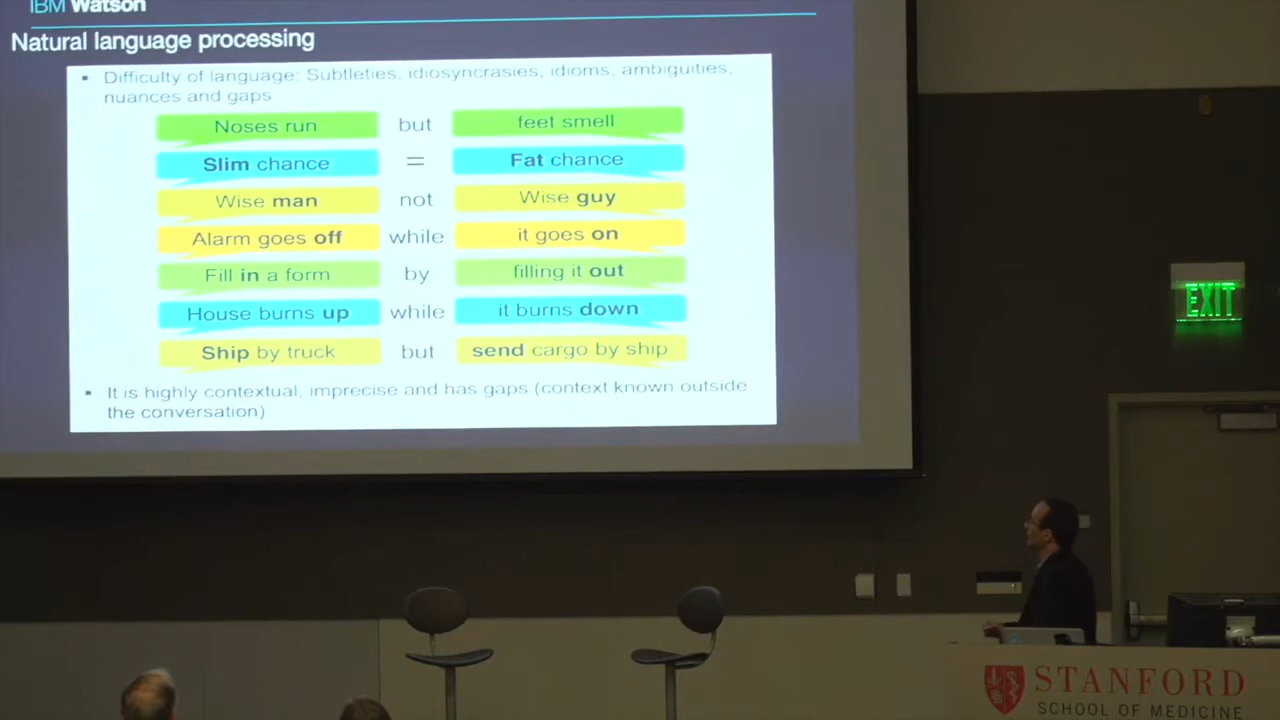 IBM Watson
Natural language processing
▪ Difficulty of language: Subtleties, idiosyncrasies, idioms, ambiguities,
nuances and gaps
Noses run but feet smell
Slim chance = Fat chance
Wise man not Wise guy
Alarm goes off while it goes on
Fill in a form by filling it out
House burns up while it burns down
Ship by truck but send cargo by ship
▪ It is highly contextual, imprecise and has gaps (context known outside
the conversation)
EXIT
STANFORD
SCHOOL OF MEDICINE